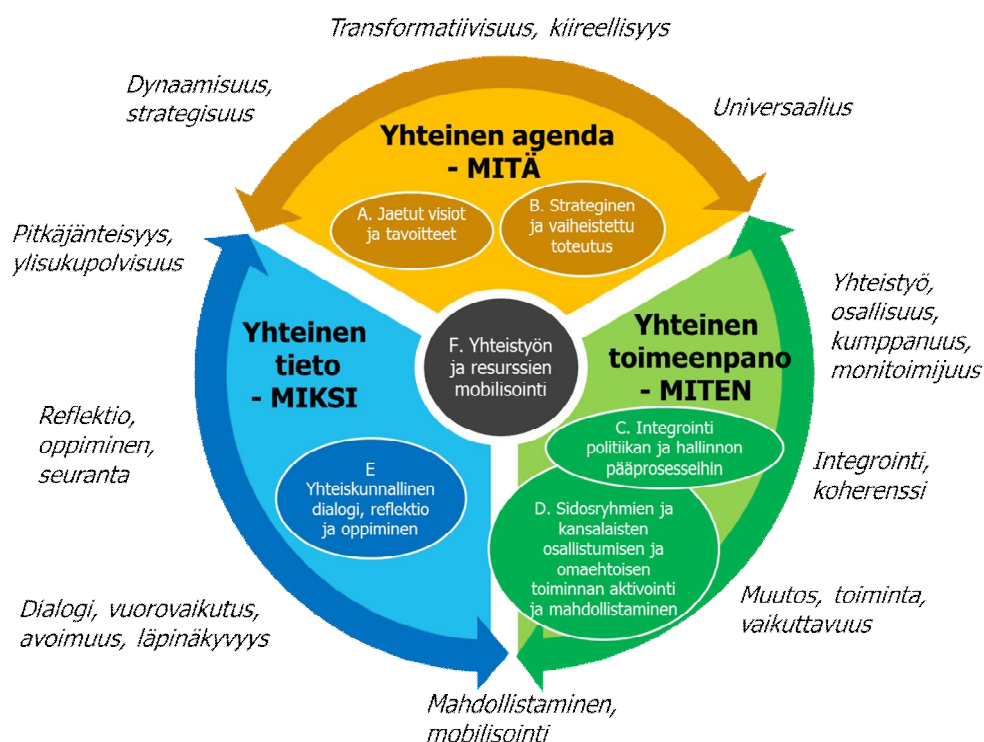 Transformatiivisuus, kiireellisyys
Dynaamisuus,
strategisuus
Universaalius
Yhteinen agenda
- MITÄ
A. Jaetut visiot
ja tavoitteet
B. Strateginen
ja vaiheistettu
toteutus
Pitkäjänteisyys,
ylisukupolvisuus
Yhteistyö,
osallisuus,
kumppanuus,
monitoimijuus
Yhteinen
tieto
- MIKSI
F. Yhteistyön
ja resurssien
mobilisointi
Yhteinen
toimeenpano
- MITEN
Reflektio,
oppiminen,
seuranta
C. Integrointi
politiikan ja hallinnon
pääprosesseihin
Integrointi,
koherenssi
E
Yhteiskunnallinen
dialogi, reflektio
ja oppiminen
D. Sidosryhmien ja
kansalaisten
osallistumisen ja
omaehtoisen
toiminnan aktivointi
ja mahdollistaminen
Dialogi, vuorovaikutus,
avoimuus, läpinäkyvyys
Muutos, toiminta,
vaikuttavuus
Mahdollistaminen,
mobilisointi